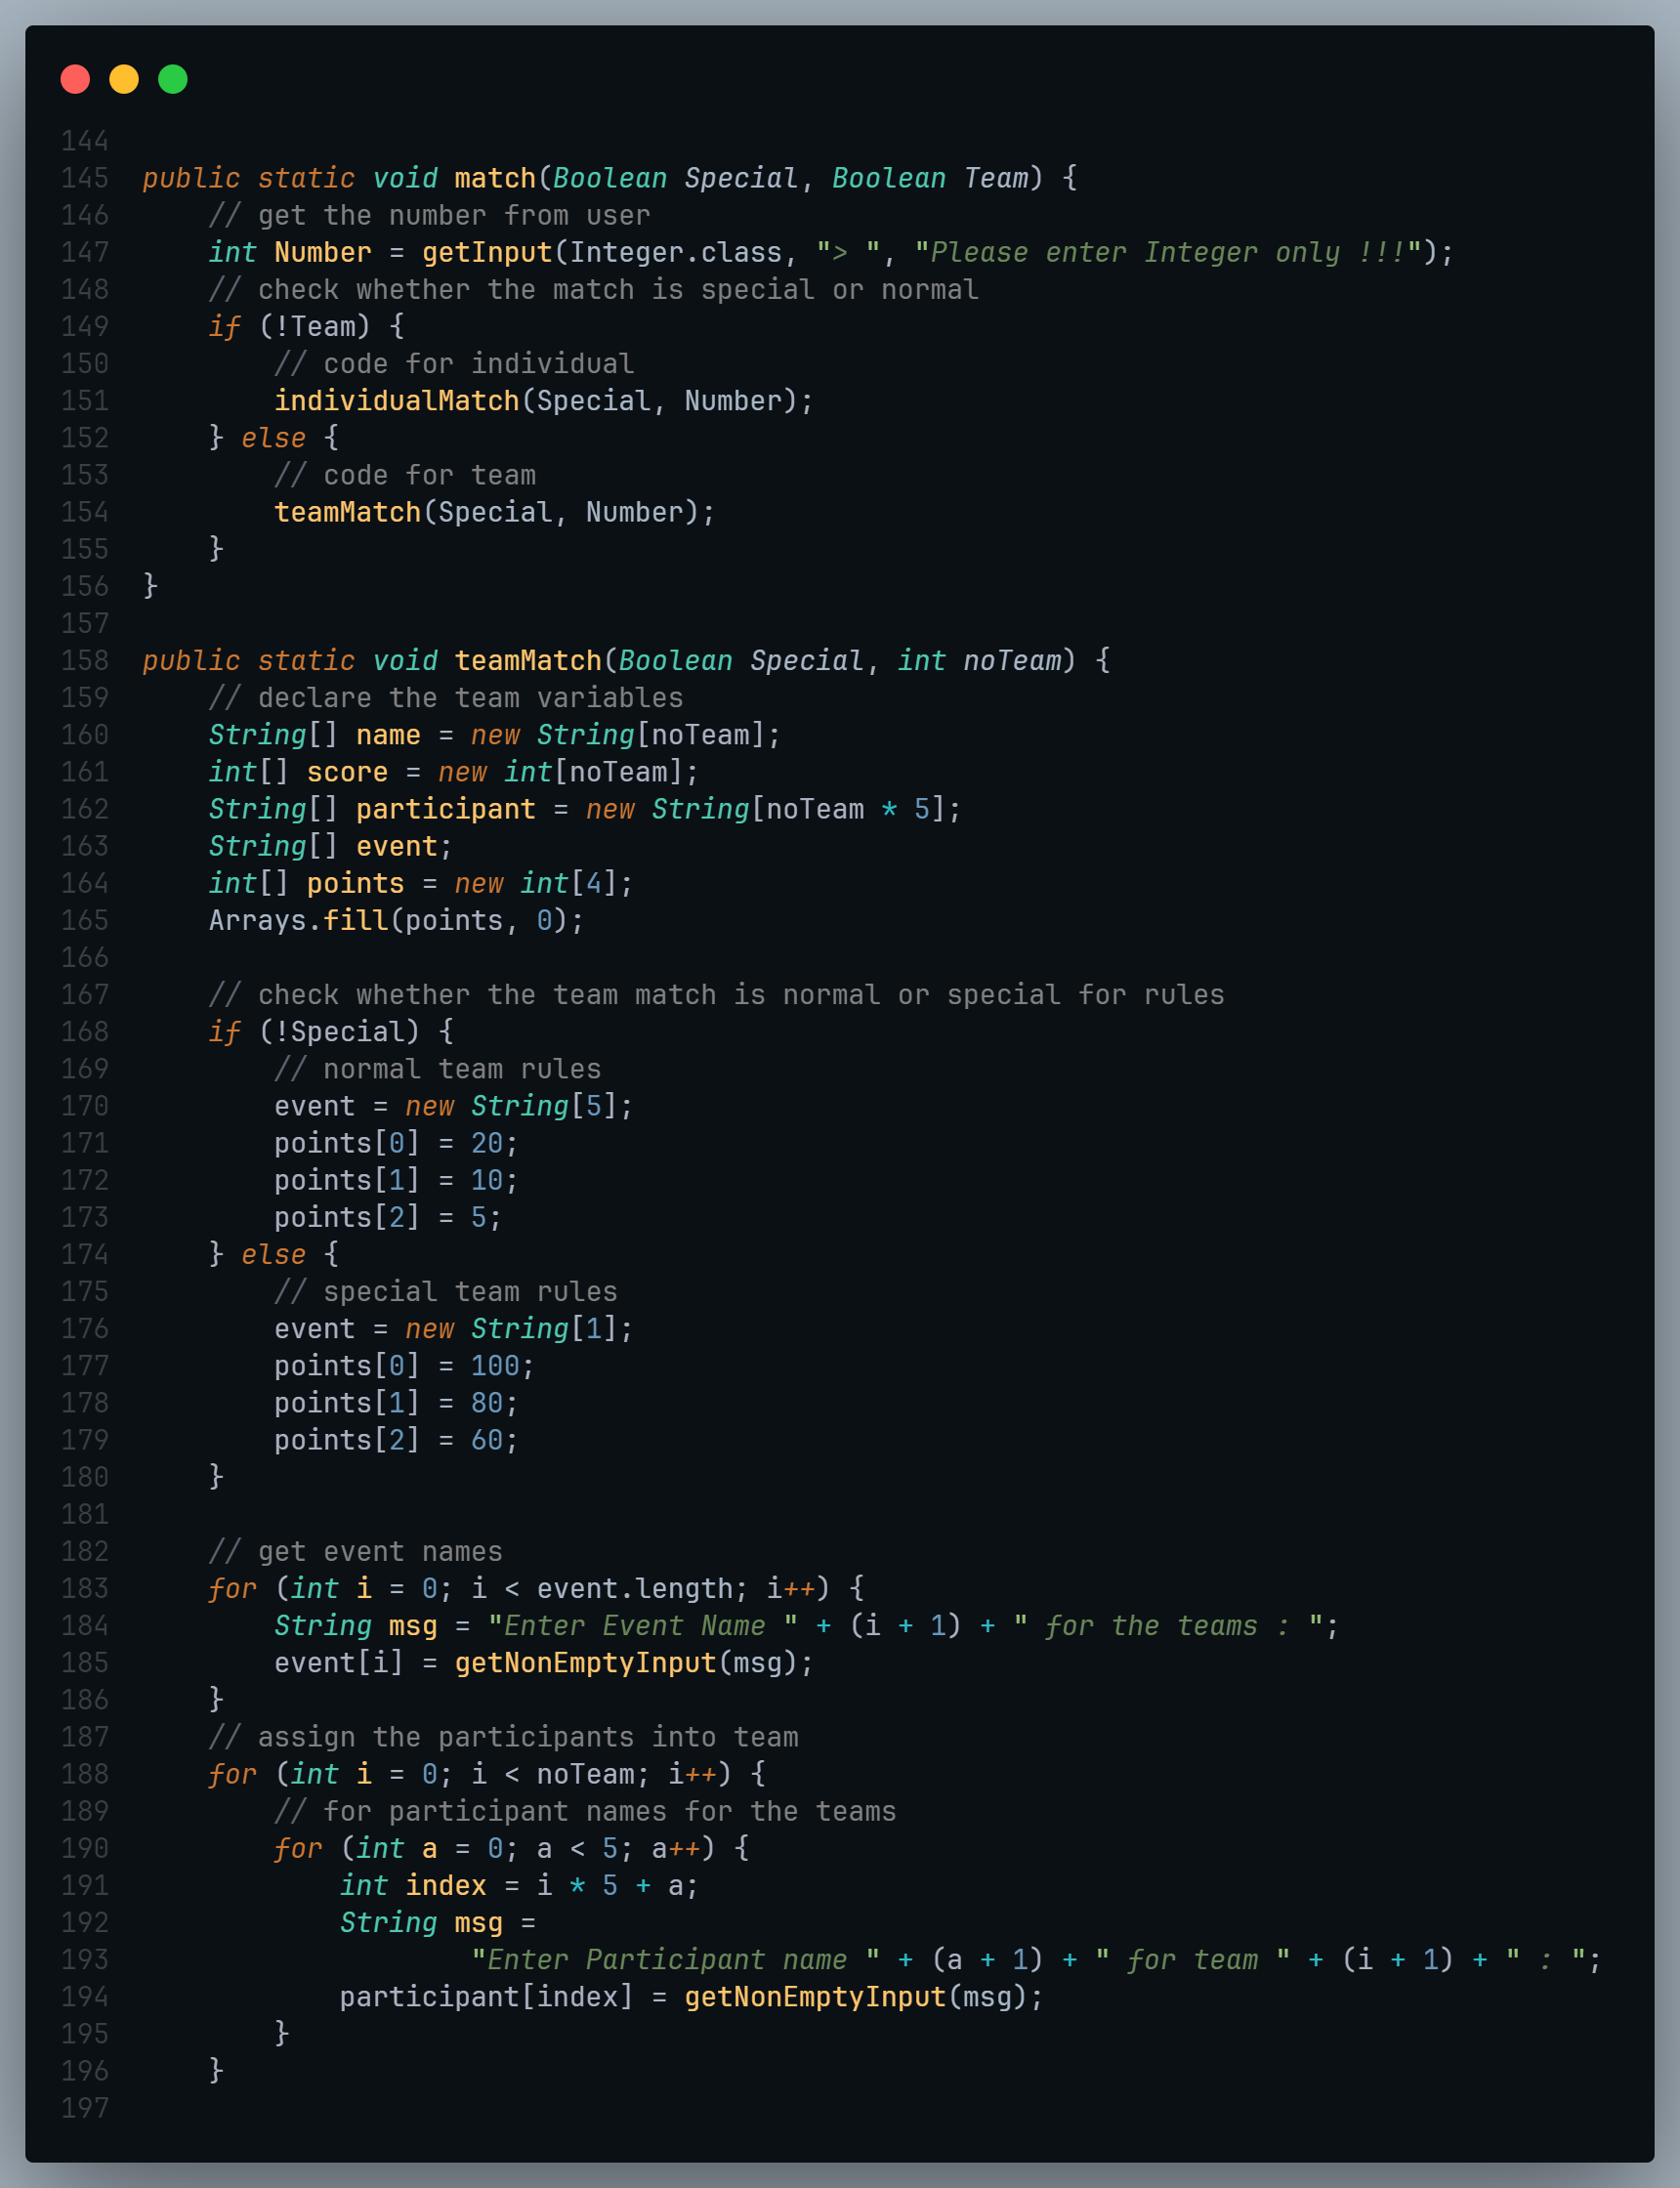 144
145 public static void match(Boolean Special, Boolean Team) {
146     // get the number from user
147     int Number = getInput(Integer.class, "> ", "Please enter Integer only !!!");
148     // check whether the match is special or normal
149     if (!Team) {
150         // code for individual
151         individualMatch(Special, Number);
152     } else {
153         // code for team
154         teamMatch(Special, Number);
155     }
156 }
157
158 public static void teamMatch(Boolean Special, int noTeam) {
159     // declare the team variables
160     String[] name = new String[noTeam];
161     int[] score = new int[noTeam];
162     String[] participant = new String[noTeam * 5];
163     String[] event;
164     int[] points = new int[4];
165     Arrays.fill(points, 0);
166
167     // check whether the team match is normal or special for rules
168     if (!Special) {
169         // normal team rules
170         event = new String[5];
171         points[0] = 20;
172         points[1] = 10;
173         points[2] = 5;
174     } else {
175         // special team rules
176         event = new String[1];
177         points[0] = 100;
178         points[1] = 80;
179         points[2] = 60;
180     }
181
182     // get event names
183     for (int i = 0; i < event.length; i++) {
184         String msg = "Enter Event Name " + (i + 1) + " for the teams : ";
185         event[i] = getNonEmptyInput(msg);
186     }
187     // assign the participants into team
188     for (int i = 0; i < noTeam; i++) {
189         // for participant names for the teams
190         for (int a = 0; a < 5; a++) {
191             int index = i * 5 + a;
192             String msg =
193                     "Enter Participant name " + (a + 1) + " for team " + (i + 1) + " : ";
194             participant[index] = getNonEmptyInput(msg);
195         }
196     }
197